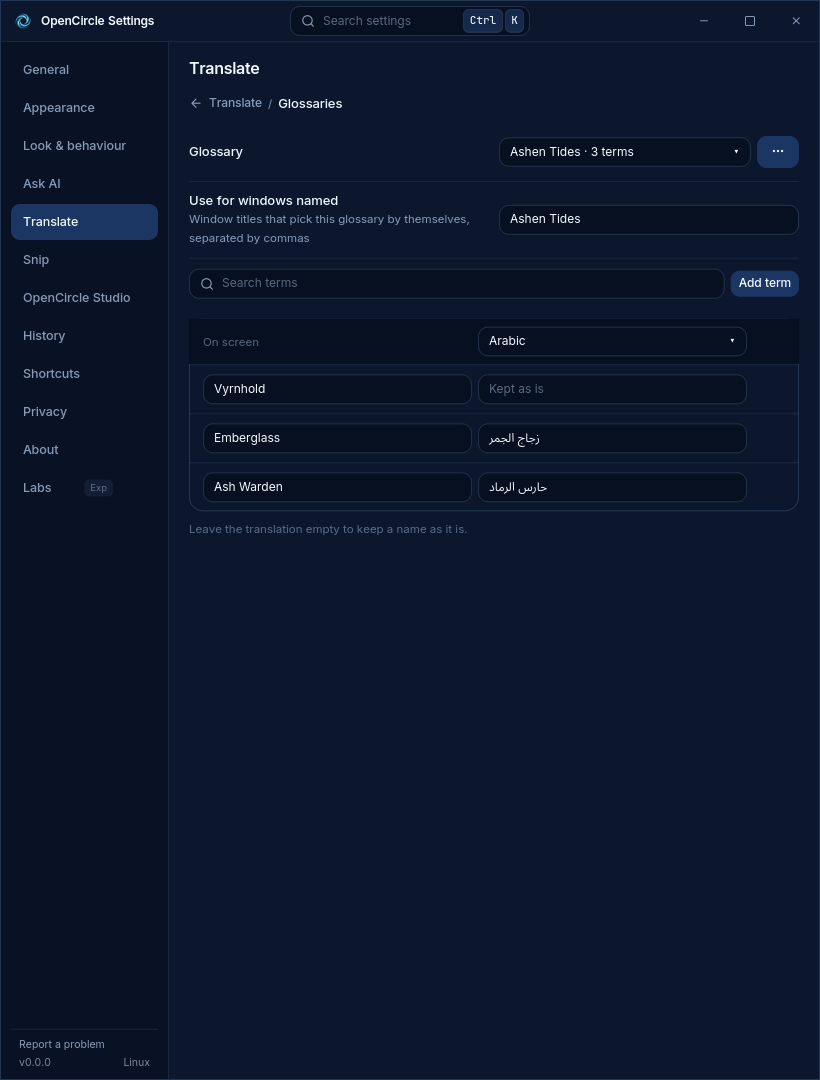 OpenCircle Settings
Search settings
Ctrl K
General
Appearance
Look & behaviour
Ask AI
Translate
Snip
OpenCircle Studio
History
Shortcuts
Privacy
About
Labs Exp
Report a problem
v0.0.0 Linux
Translate
Translate / Glossaries
Glossary
Ashen Tides · 3 terms
Use for windows named
Window titles that pick this glossary by themselves,
separated by commas
Ashen Tides
Search terms
Add term
On screen Arabic
Vyrnhold Kept as is
Emberglass زجاج الجمر
Ash Warden حارس الرماد
Leave the translation empty to keep a name as it is.